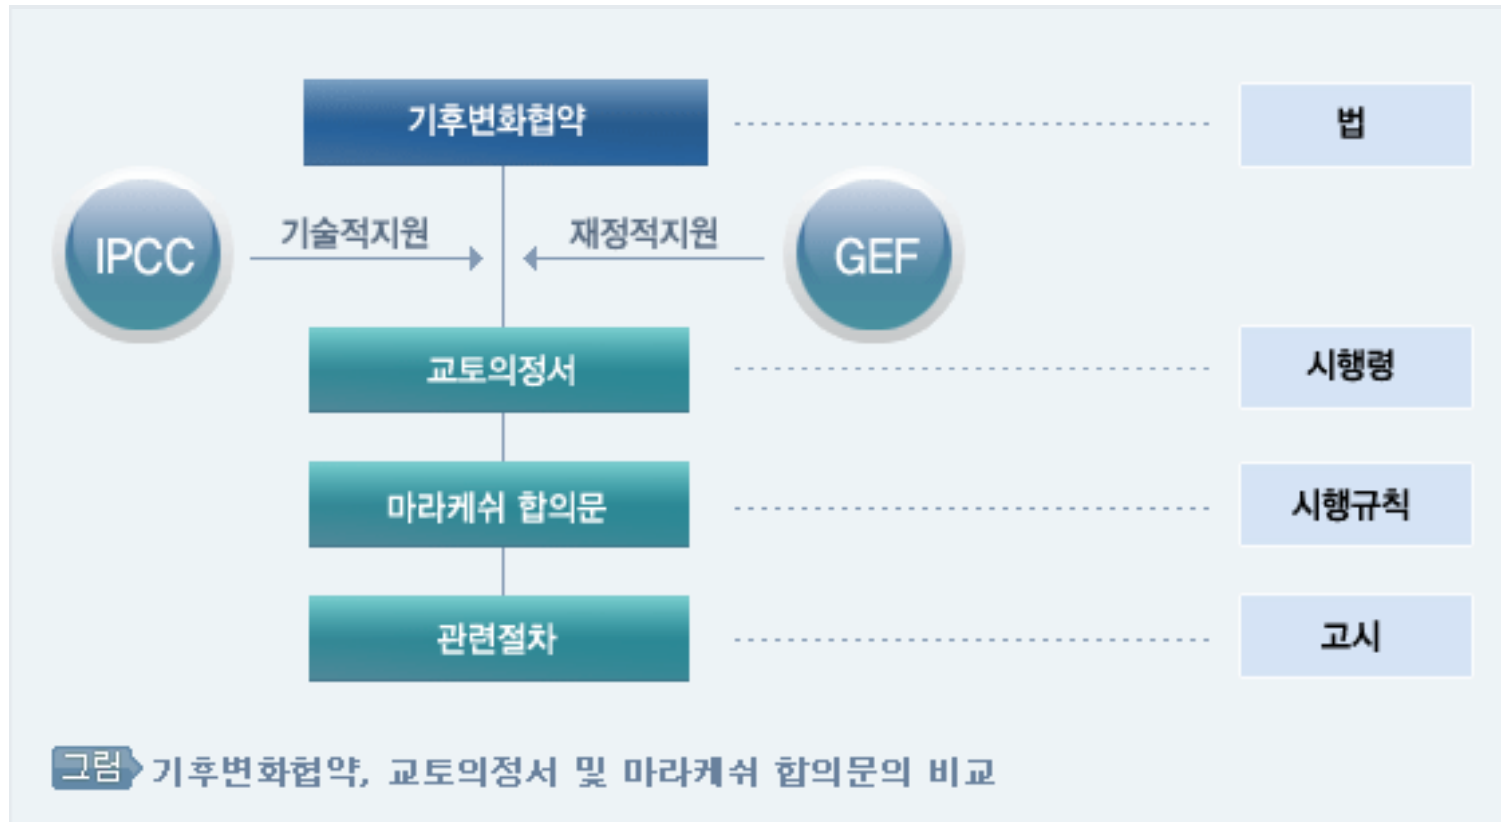 기후변화협약
법
IPCC
기술적지원
재정적지원
GEF
교토의정서
시행령
마라케쉬 합의문
시행규칙
관련절차
고시
그림 기후변화협약, 교토의정서 및 마라케쉬 합의문의 비교